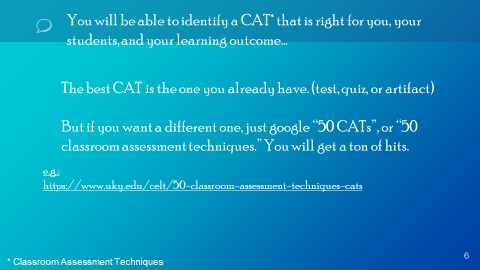 You will be able to identify a CAT* that is right for you, your
students, and your learning outcome...
The best CAT is the one you already have. (test, quiz, or artifact)
But if you want a different one, just google “50 CATs”, or “50
classroom assessment techniques.” You will get a ton of hits.
e.g.:
https://www.uky.edu/celt/50-classroom-assessment-techniques-cats
* Classroom Assessment Techniques
6